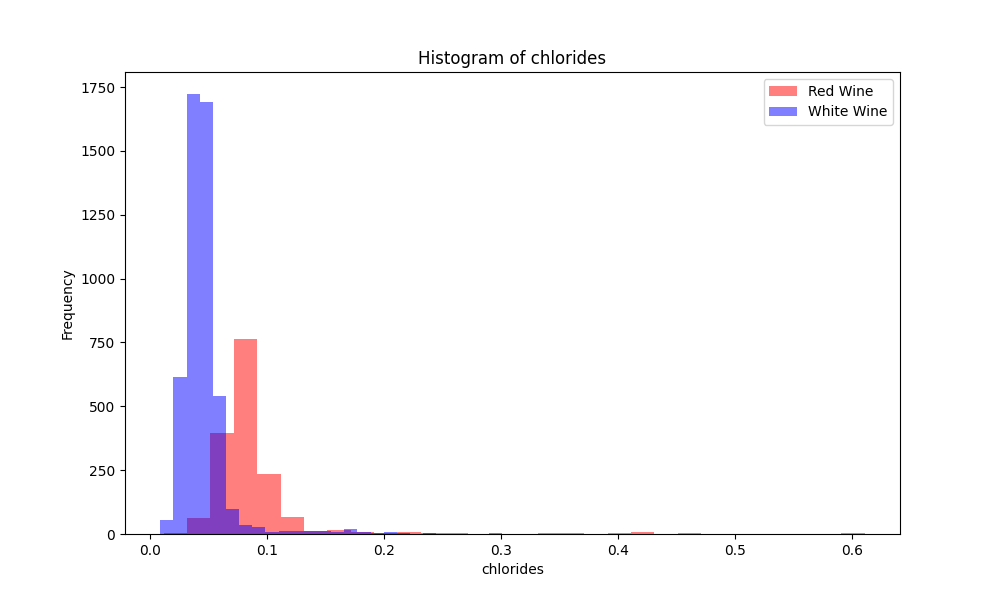 Histogram of chlorides
Red Wine
White Wine
1750
1500
1250
1000
750
500
250
0
Frequency
0.0 0.1 0.2 0.3 0.4 0.5 0.6
chlorides